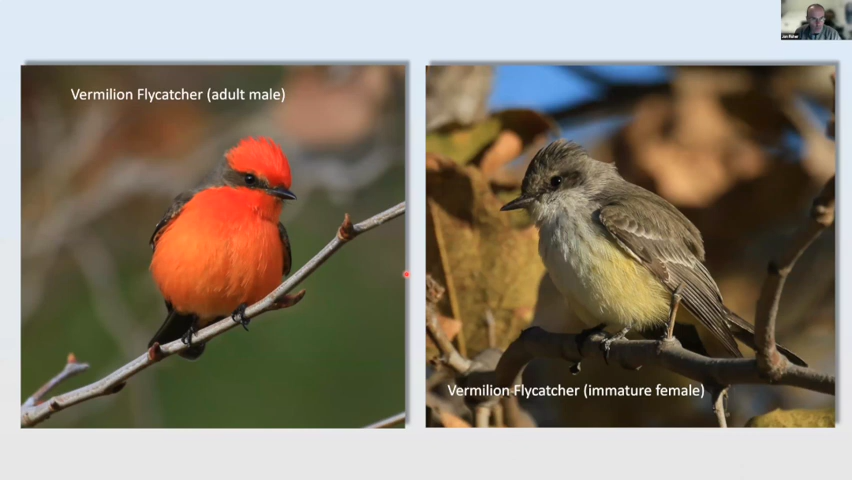 Vermilion Flycatcher (adult male)
Vermilion Flycatcher (immature female)